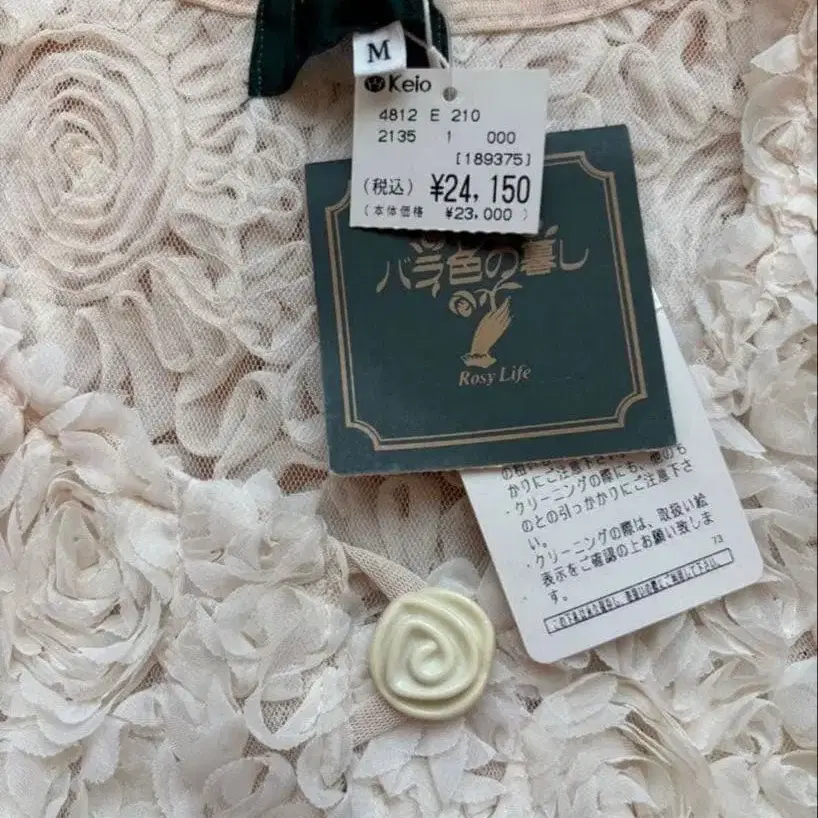 M
Keio
4812 E 210
2135 1 000
[189375]
(税込) ¥24,150
(本体価格 ¥23,000)
バラ色の暮し
Rosy Life
かりにご注意下さい。
・クリーニングの際にも、他のも
のとの引っかかりにご注意下さ
い。
・クリーニングの際は、取扱い絵
表示をご確認の上お願い致しま
す。
73